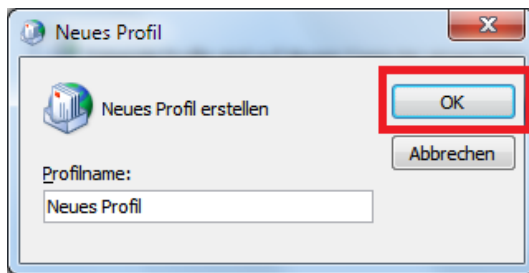 Neues Profil
Neues Profil erstellen
OK
Abbrechen
Profilname:
Neues Profil